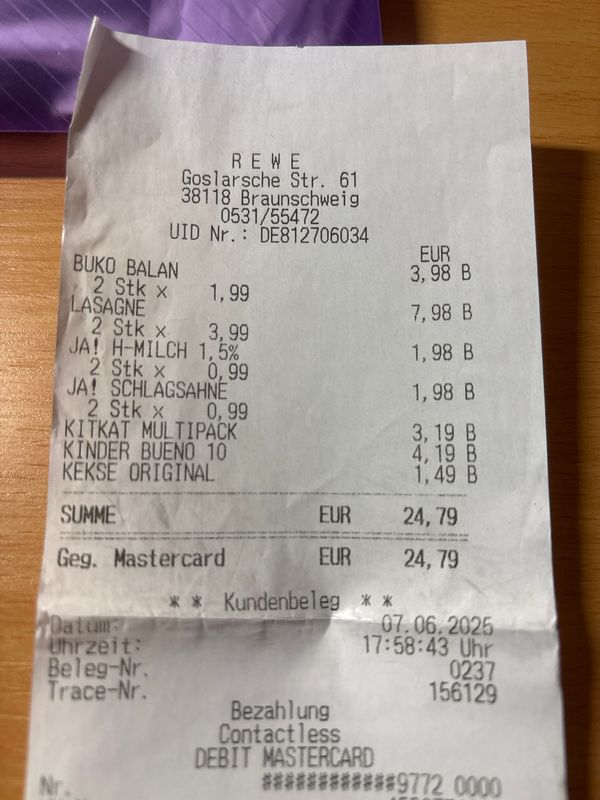 R E W E
Goslarsche Str. 61
38118 Braunschweig
0531/55472
UID Nr.: DE812706034
EUR
BUKO BALAN 3,98 B
2 Stk x 1,99
LASAGNE 7,98 B
2 Stk x 3,99
JA! H-MILCH 1,5% 1,98 B
2 Stk x 0,99
JA! SCHLAGSAHNE 1,98 B
2 Stk x 0,99
KITKAT MULTIPACK 3,19 B
KINDER BUENO 10 4,19 B
KEKSE ORIGINAL 1,49 B
SUMME EUR 24,79
Geg. Mastercard EUR 24,79
* * Kundenbeleg * *
Datum: 07.06.2025
Uhrzeit: 17:58:43 Uhr
Beleg-Nr. 0237
Trace-Nr. 156129
Bezahlung
Contactless
DEBIT MASTERCARD
Nr. ############9772 0000